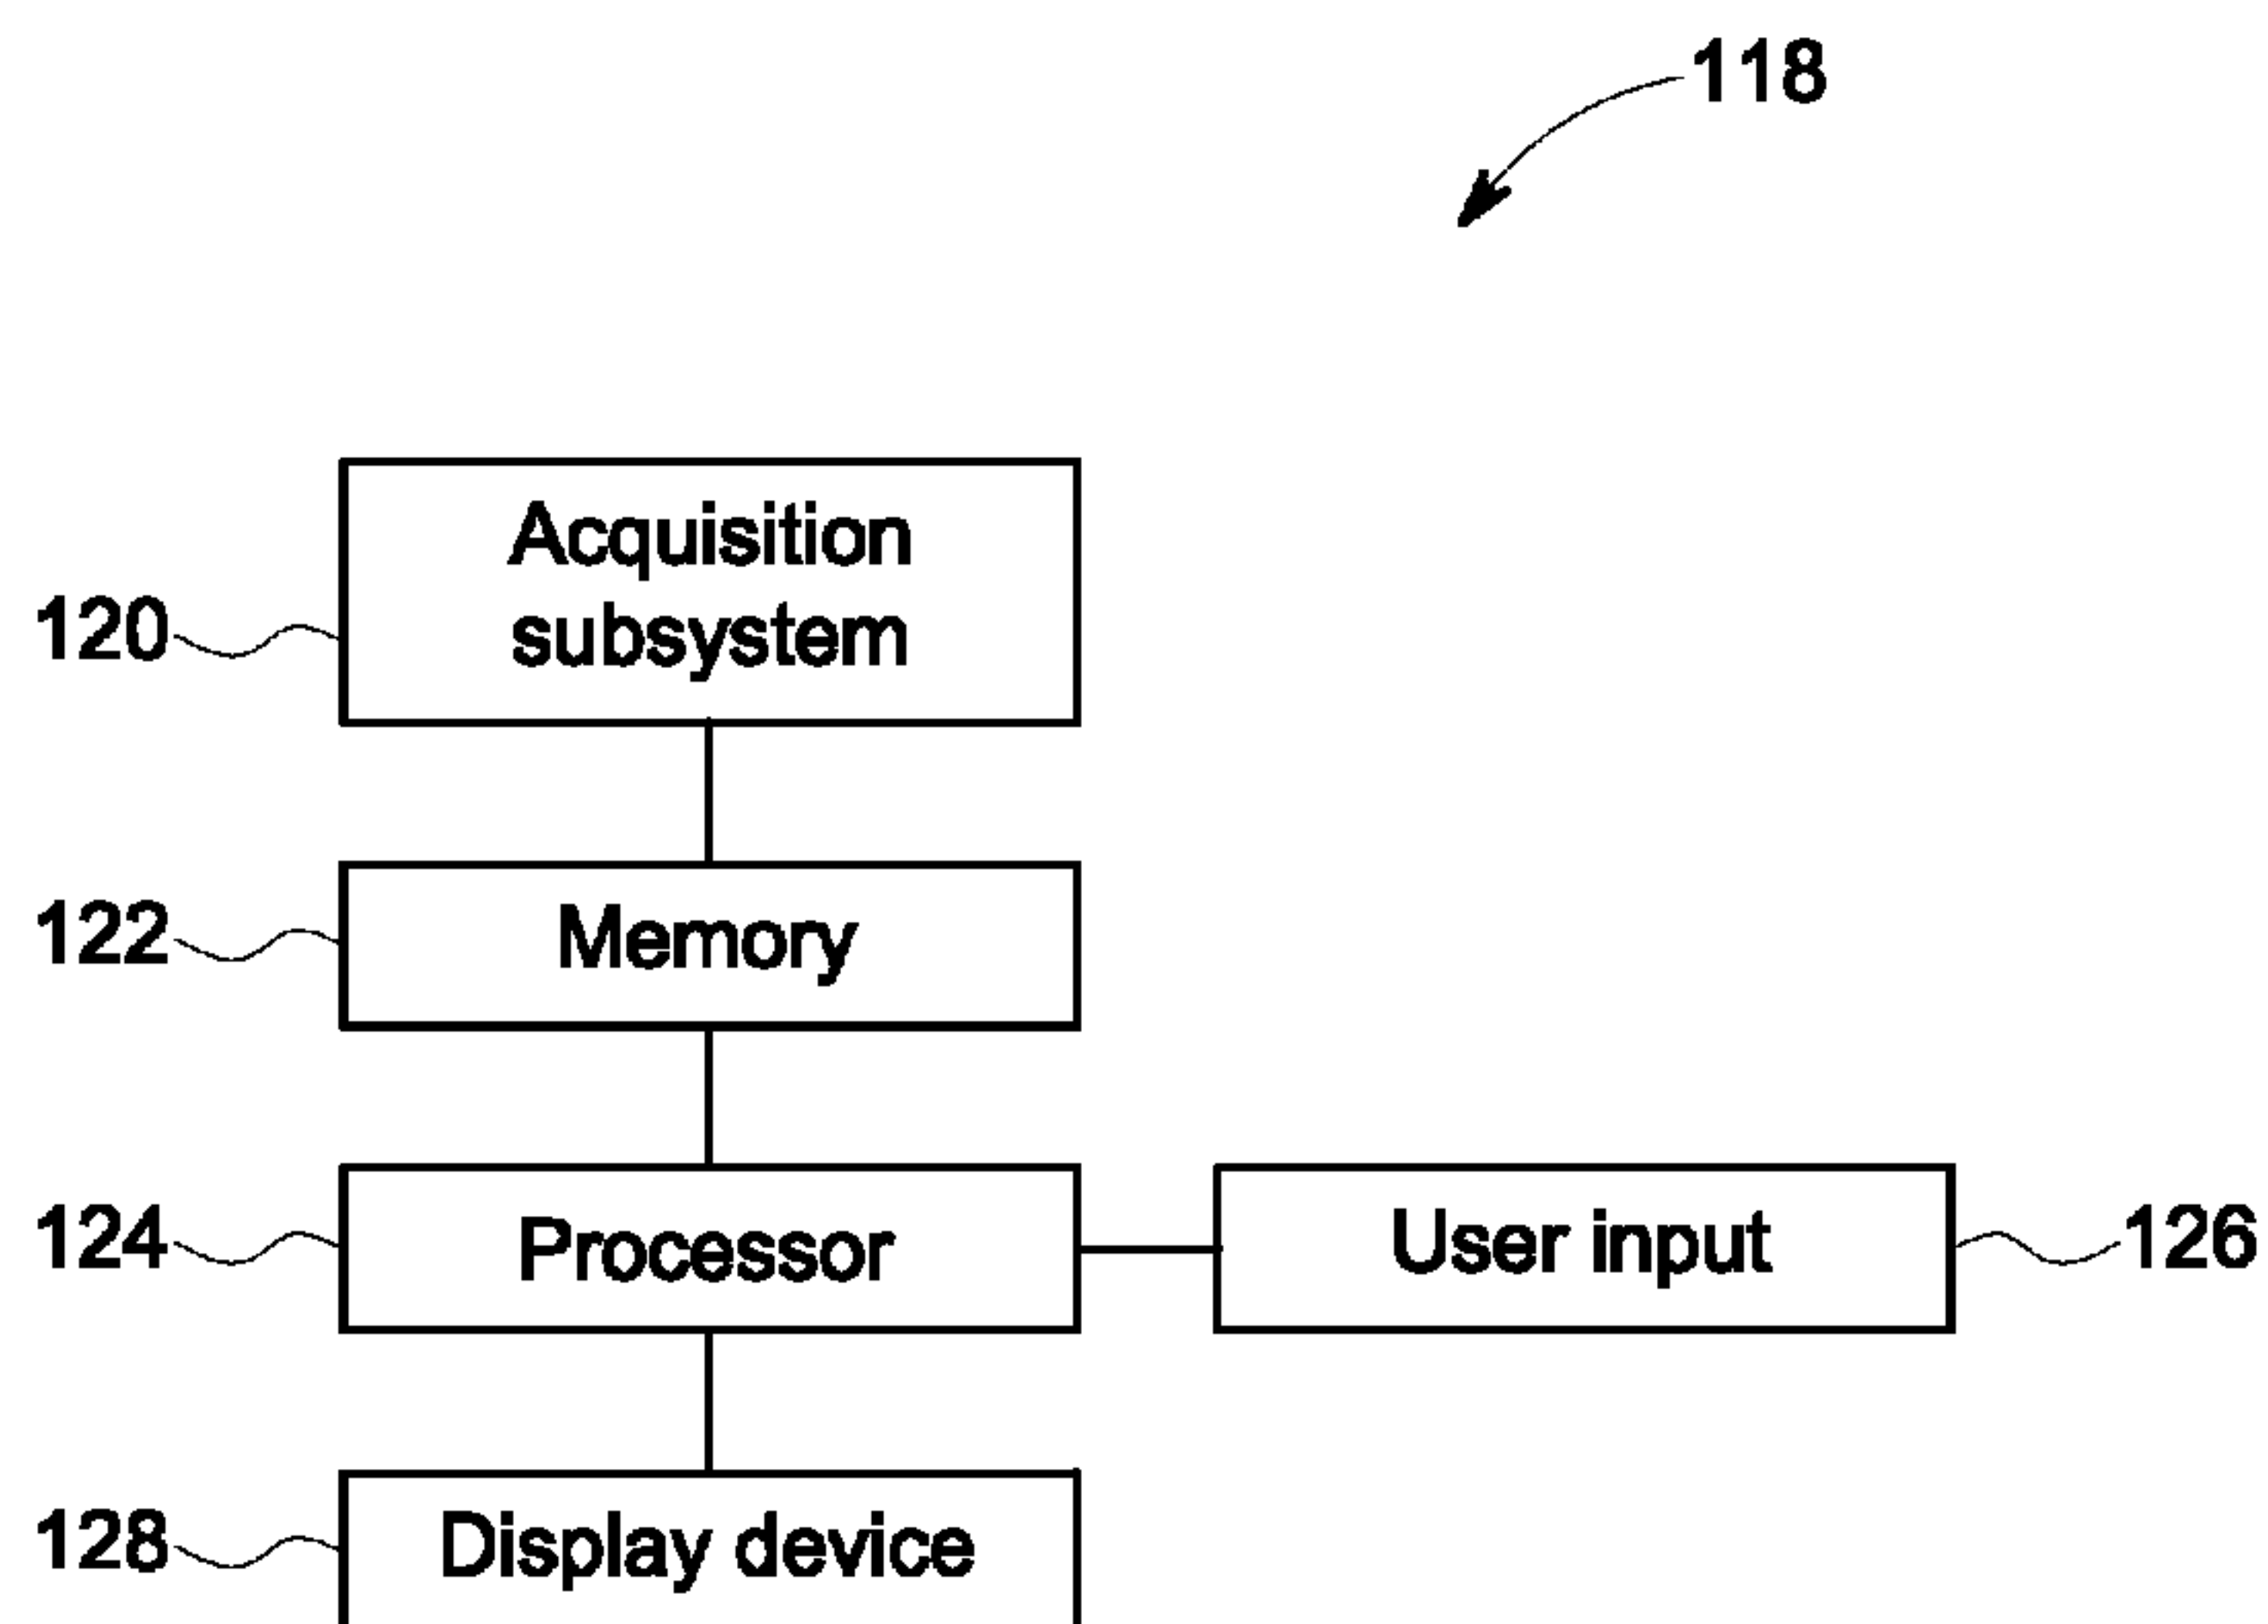 118
Acquisition
subsystem
120
Memory
122
Processor
124
User input
126
Display device
128